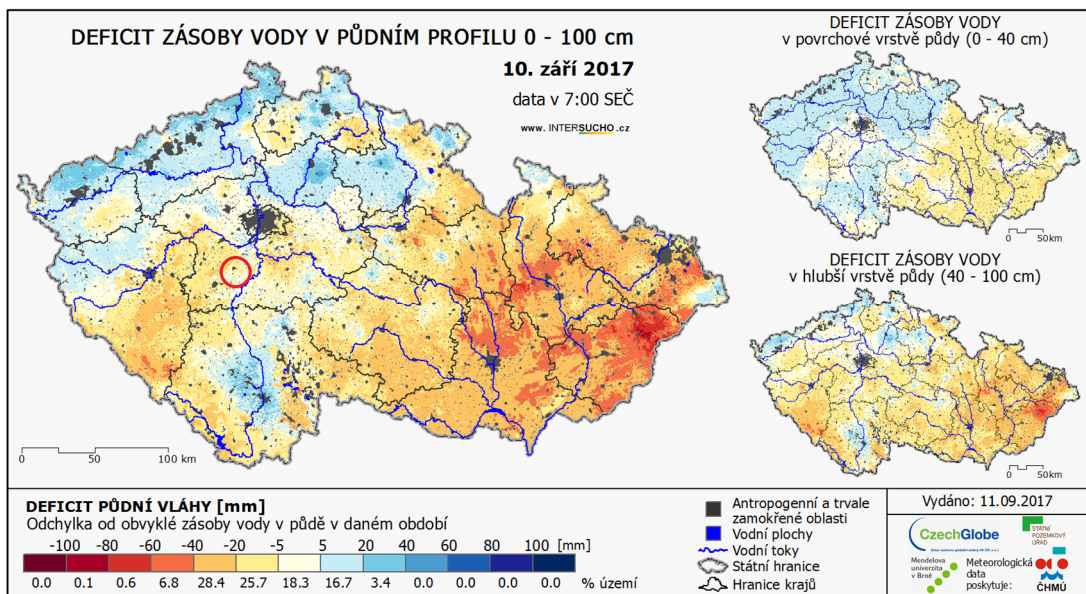 DEFICIT ZÁSOBY VODY V PŮDNÍM PROFILU 0 - 100 cm
10. září 2017
data v 7:00 SEČ
www. INTERSUCHO .cz
DEFICIT ZÁSOBY VODY
v povrchové vrstvě půdy (0 - 40 cm)
0 50km
DEFICIT ZÁSOBY VODY
v hlubší vrstvě půdy (40 - 100 cm)
0 50km
0 50 100 km
DEFICIT PŮDNÍ VLÁHY [mm]
Odchylka od obvyklé zásoby vody v půdě v daném období
-100 -80 -60 -40 -20 -5 5 20 40 60 80 100 [mm]
0.0 0.1 0.6 6.8 28.4 25.7 18.3 16.7 3.4 0.0 0.0 0.0 0.0 % území
Antropogenní a trvale
zamokřené oblasti
Vodní plochy
Vodní toky
Státní hranice
Hranice krajů
Vydáno: 11.09.2017
CzechGlobe
STÁTNÍ
POZEMKOVÝ
ÚŘAD
Mendelova
univerzita
v Brně
Meteorologická
data
poskytuje:
ČHMÚ